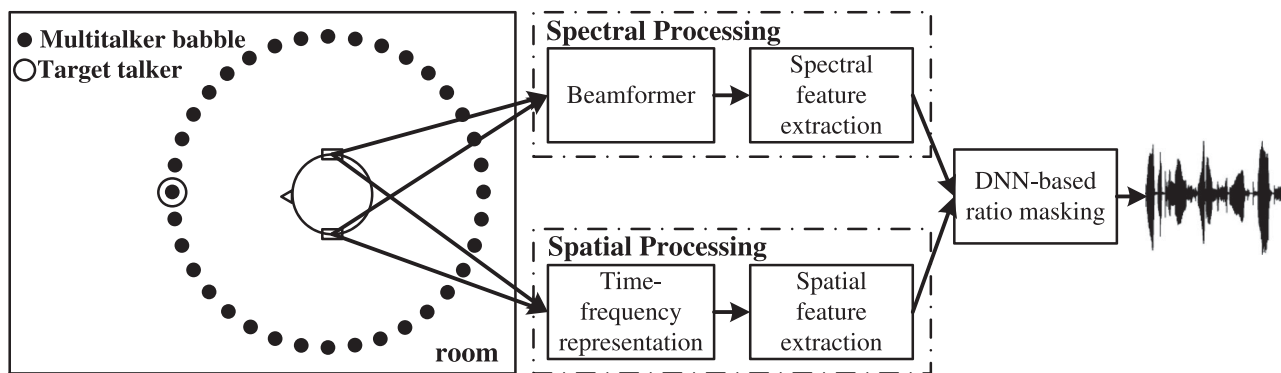 Multitalker babble
Target talker
room
Spectral Processing
Beamformer
Spectral
feature
extraction
Spatial Processing
Time-
frequency
representation
Spatial
feature
extraction
DNN-based
ratio masking